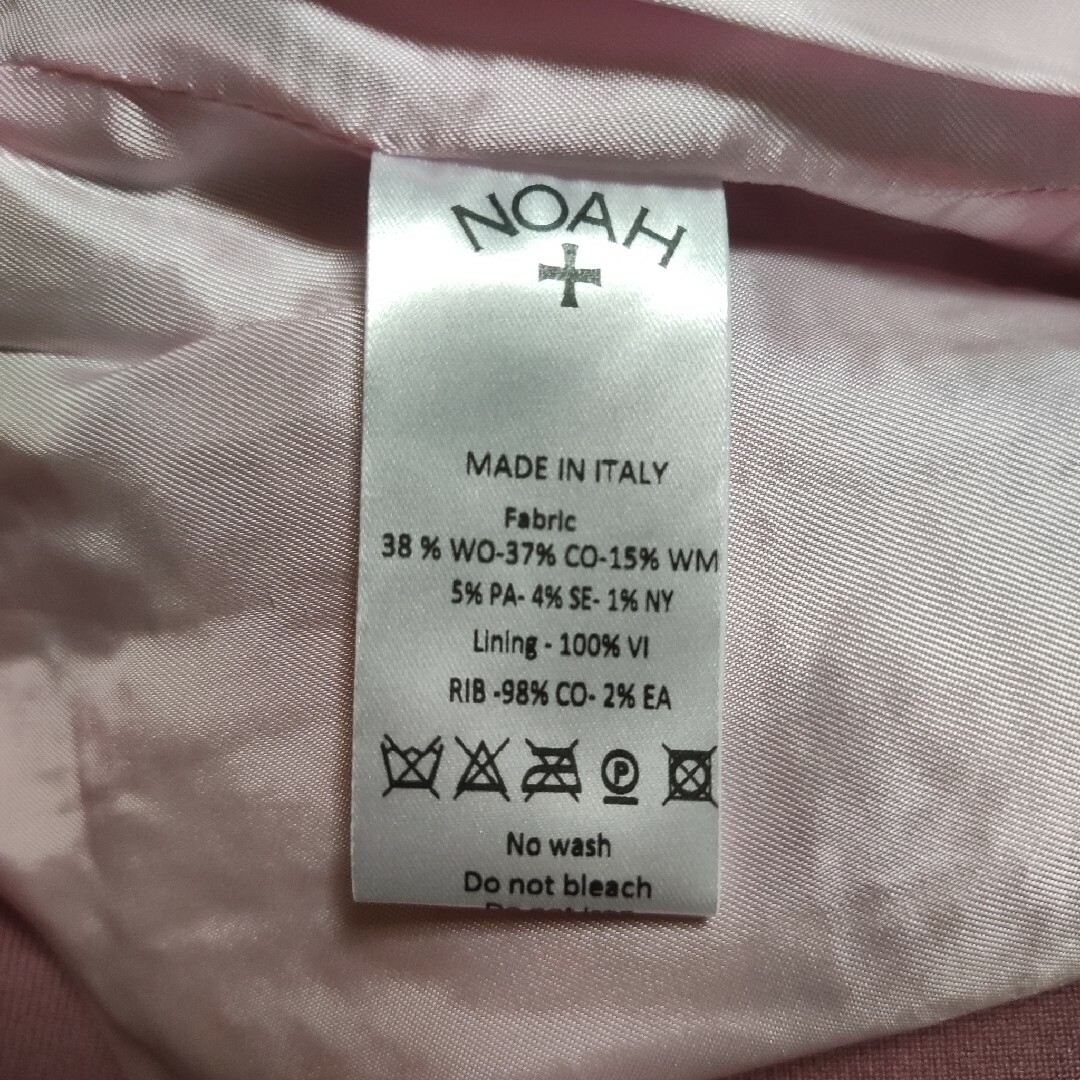 NOAH
MADE IN ITALY
Fabric
38 % WO-37% CO-15% WM
5% PA- 4% SE- 1% NY
Lining - 100% VI
RIB -98% CO- 2% EA
P
No wash
Do not bleach